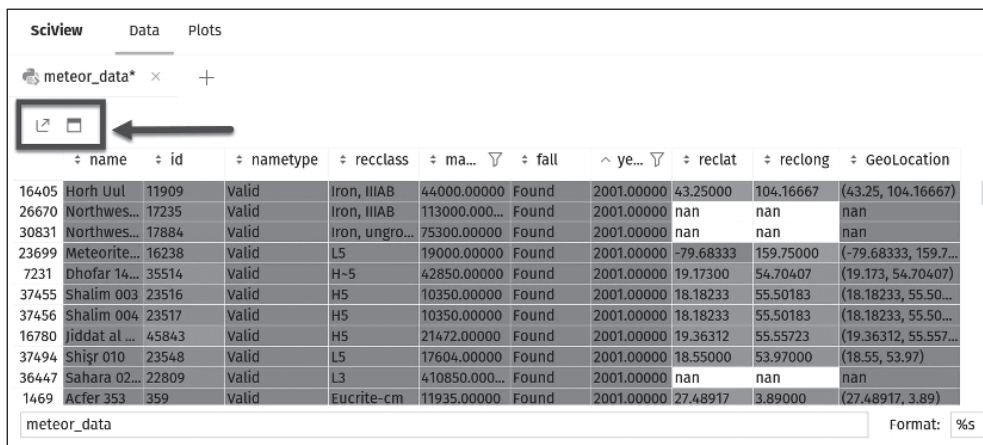 SciView Data Plots
meteor_data* × +
name id nametype recclass ma... fall ye... reclat reclong GeoLocation
16405 Horh Uul 11909 Valid Iron, IIIAB 44000.00000 Found 2001.00000 43.25000 104.16667 (43.25, 104.16667)
26670 Northwes... 17235 Valid Iron, IIIAB 113000.000... Found 2001.00000 nan nan nan
30831 Northwes... 17884 Valid Iron, ungro... 75300.00000 Found 2001.00000 nan nan nan
23699 Meteorite... 16238 Valid L5 19000.00000 Found 2001.00000 -79.68333 159.75000 (-79.68333, 159.7...
7231 Dhofar 14... 35514 Valid H~5 42850.00000 Found 2001.00000 19.17300 54.70407 (19.173, 54.70407)
37455 Shalim 003 23516 Valid H5 10350.00000 Found 2001.00000 18.18233 55.50183 (18.18233, 55.50...
37456 Shalim 004 23517 Valid H5 10350.00000 Found 2001.00000 18.18233 55.50183 (18.18233, 55.50...
16780 Jiddat al ... 45843 Valid H5 21472.00000 Found 2001.00000 19.36312 55.55723 (19.36312, 55.557...
37494 Shişr 010 23548 Valid L5 17604.00000 Found 2001.00000 18.55000 53.97000 (18.55, 53.97)
36447 Sahara 02... 22809 Valid L3 410850.000... Found 2001.00000 nan nan nan
1469 Acfer 353 359 Valid Eucrite-cm 11935.00000 Found 2001.00000 27.48917 3.89000 (27.48917, 3.89)
meteor_data Format: %s